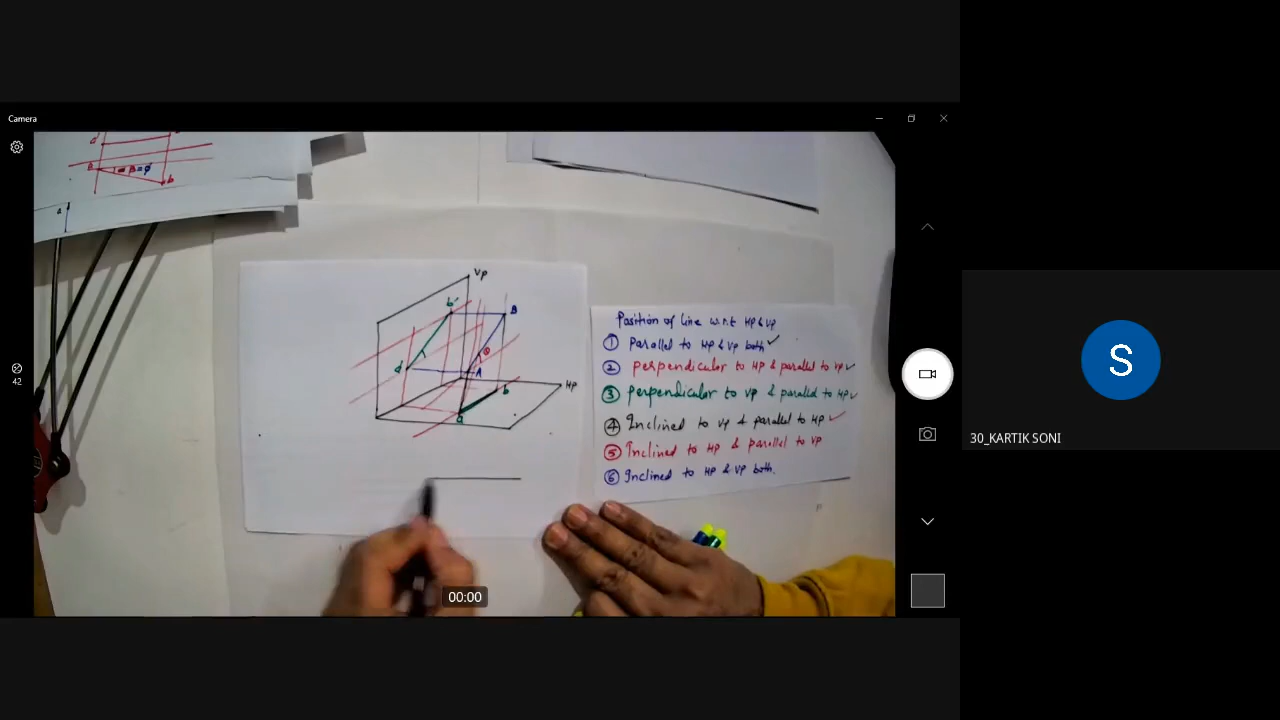 Camera
a'
a
α = β = φ
b
a
42
VP
b'
B
a'
θ
A
b
HP
a
Position of Line w.r.t HP & VP
① Parallel to HP & VP both ✓
② perpendicular to HP & parallel to VP ✓
③ perpendicular to VP & parallel to HP ✓
④ Inclined to VP & parallel to HP ✓
⑤ Inclined to HP & parallel to VP
⑥ Inclined to HP & VP both.
00:00
S
30_KARTIK SONI